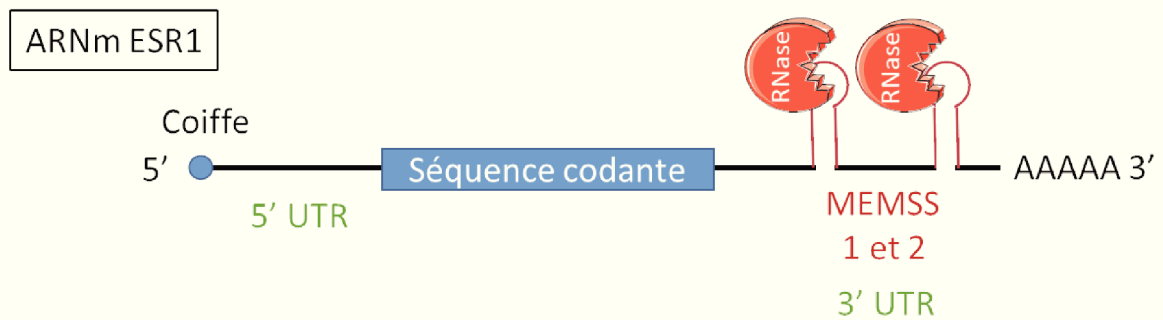 ARNm ESR1
RNase
RNase
Coiffe
5’
Séquence codante
AAAAA 3’
5’ UTR
MEMSS
1 et 2
3’ UTR